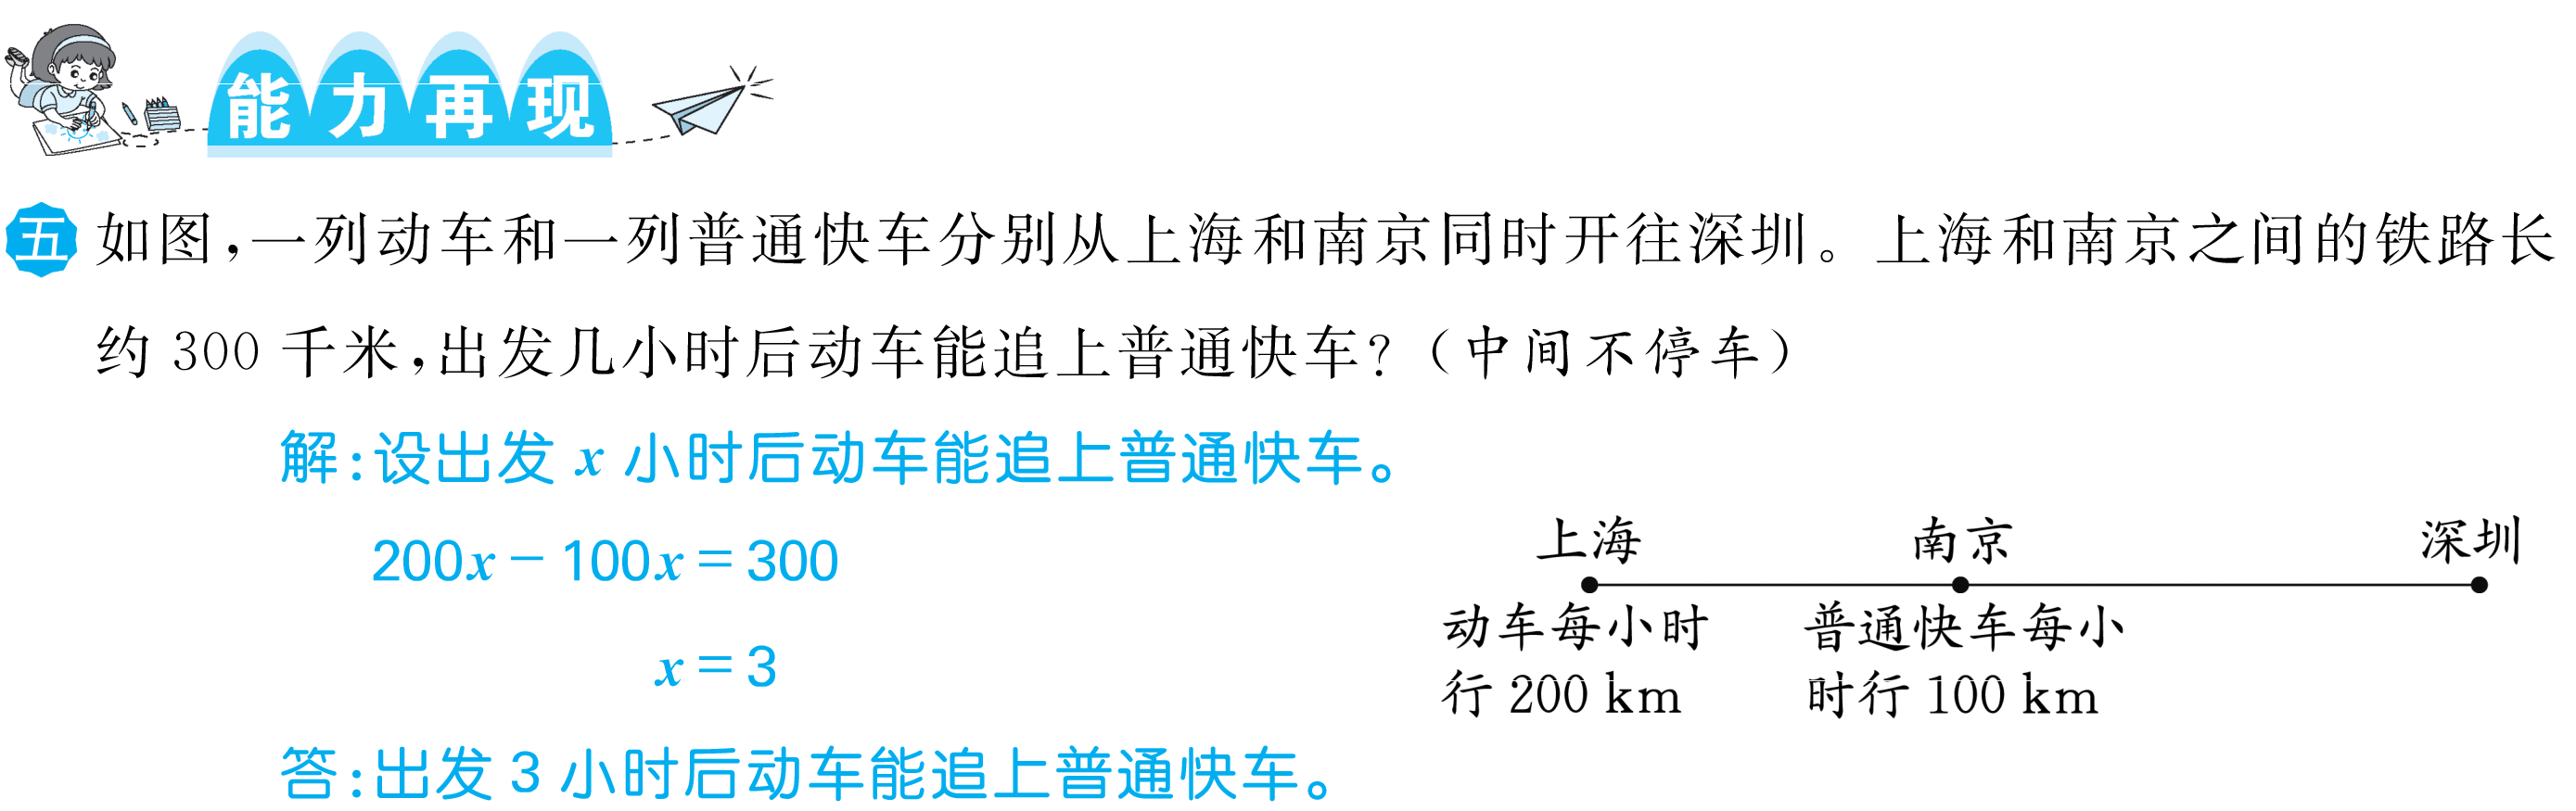 能力再现
五 如图,一列动车和一列普通快车分别从上海和南京同时开往深圳。上海和南京之间的铁路长
约 300 千米,出发几小时后动车能追上普通快车?(中间不停车)
解:设出发 x 小时后动车能追上普通快车。
200x − 100x = 300
x = 3
答:出发 3 小时后动车能追上普通快车。
上海 南京 深圳
动车每小时
行 200 km
普通快车每小
时行 100 km